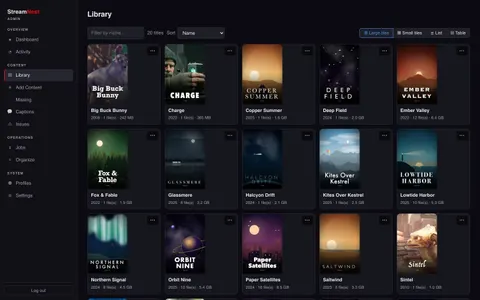 StreamNest
ADMIN
OVERVIEW
Dashboard
Activity
CONTENT
Library
Add Content
Missing
Captions
Issues
OPERATIONS
Jobs
Organize
SYSTEM
Profiles
Settings
Log out
Library
Filter by name...
20 titles
Sort
Name
Large tiles
Small tiles
List
Table
Big Buck Bunny
CHARGE
COPPER SUMMER
DEEP FIELD
EMBER VALLEY
Big Buck Bunny
Charge
Copper Summer
Deep Field
Ember Valley
Fox & Fable
GLASSMERE
HALCYON DRIFT
Kites Over Kestrel
LOWTIDE HARBOR
Fox & Fable
Glassmere
Halcyon Drift
Kites Over Kestrel
Lowtide Harbor
NORTHERN SIGNAL
ORBIT NINE
Paper Satellites
SALTWIND
Sintel
Northern Signal
Orbit Nine
Paper Satellites
Saltwind
Sintel